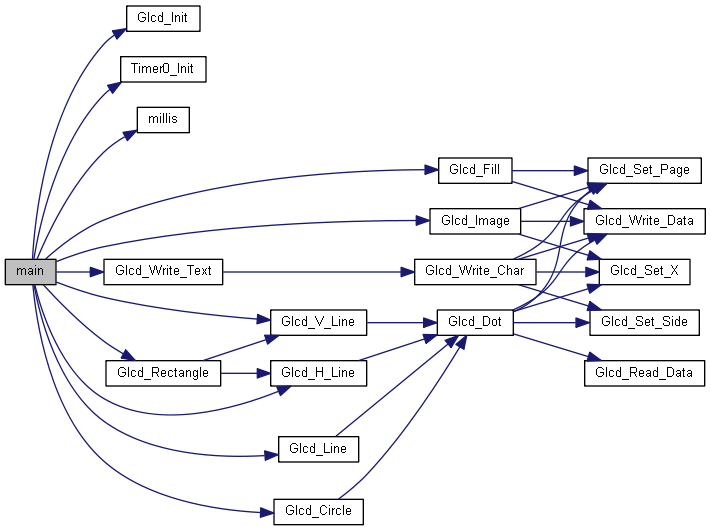 Glcd_Init
Timer0_Init
millis
Glcd_Fill
Glcd_Set_Page
Glcd_Image
Glcd_Write_Data
main
Glcd_Write_Text
Glcd_Write_Char
Glcd_Set_X
Glcd_V_Line
Glcd_Dot
Glcd_Set_Side
Glcd_Rectangle
Glcd_H_Line
Glcd_Read_Data
Glcd_Line
Glcd_Circle